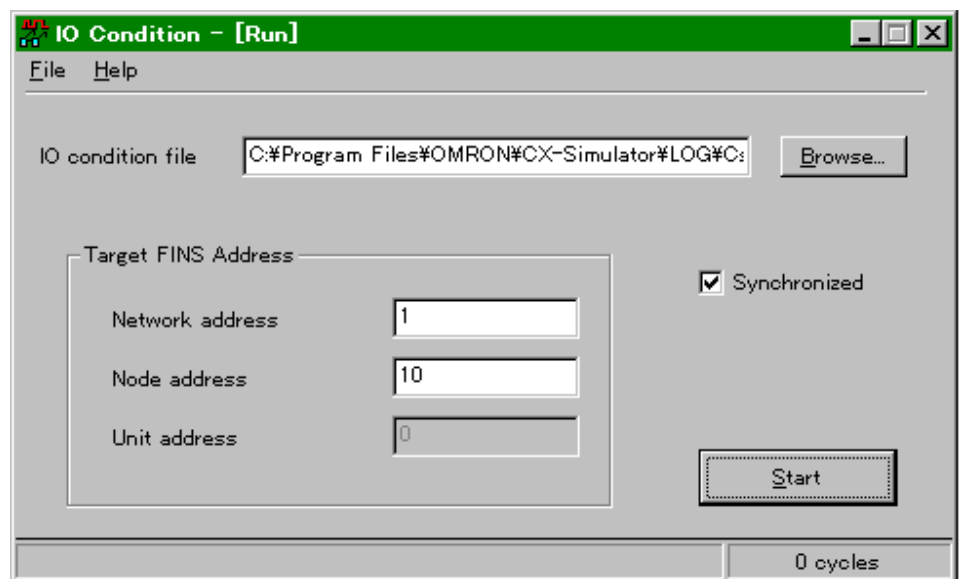 IO Condition - [Run]
File Help
IO condition file C:¥Program Files¥OMRON¥CX-Simulator¥LOG¥Cs Browse...
Target FINS Address
Synchronized
Network address 1
Node address 10
Unit address 0
Start
0 cycles